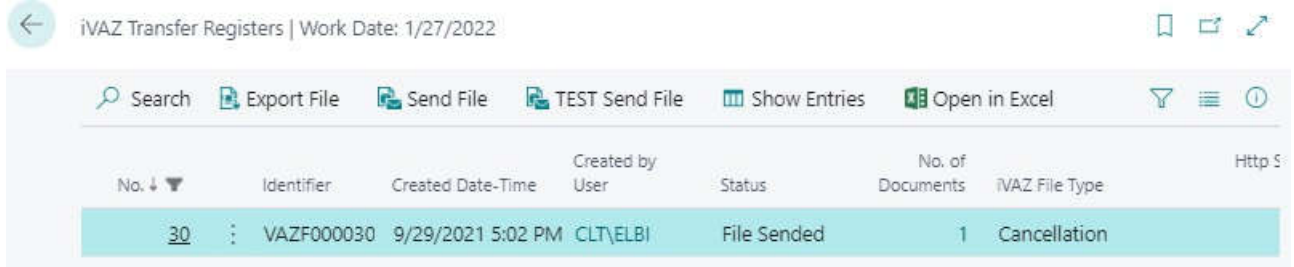 iVAZ Transfer Registers | Work Date: 1/27/2022
Search Export File Send File TEST Send File Show Entries Open in Excel
No. ↓ Identifier Created Date-Time Created by User Status No. of Documents iVAZ File Type Http S
30 VAZF000030 9/29/2021 5:02 PM CLT\ELBI File Sended 1 Cancellation